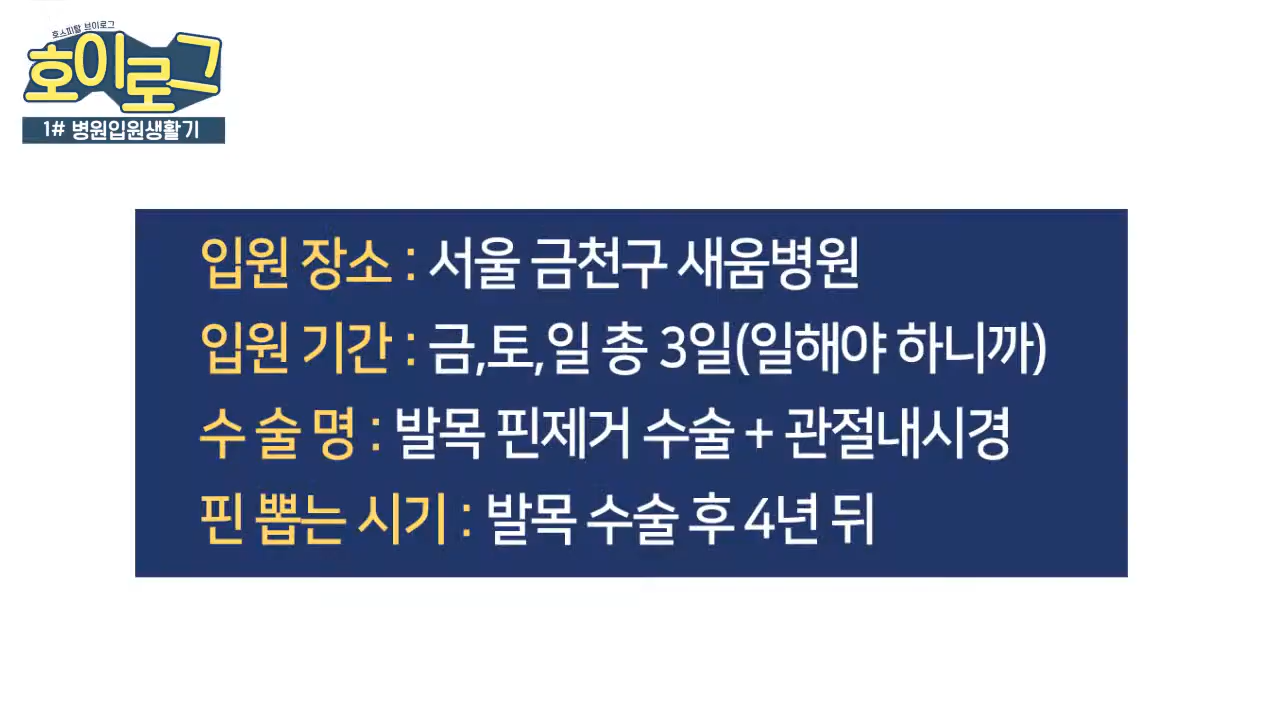 호스피탈 브이로그
호이로그
1# 병원입원생활기
입원 장소 : 서울 금천구 새움병원
입원 기간 : 금,토,일 총 3일(일해야 하니까)
수 술 명 : 발목 핀제거 수술 + 관절내시경
핀 뽑는 시기 : 발목 수술 후 4년 뒤